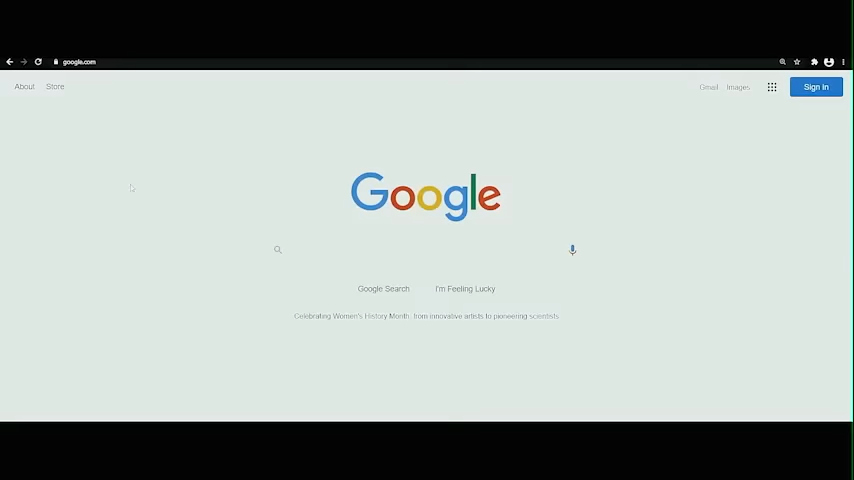 google.com
About Store Gmail Images Sign in
Google
Google Search I'm Feeling Lucky
Celebrating Women's History Month: from innovative artists to pioneering scientists